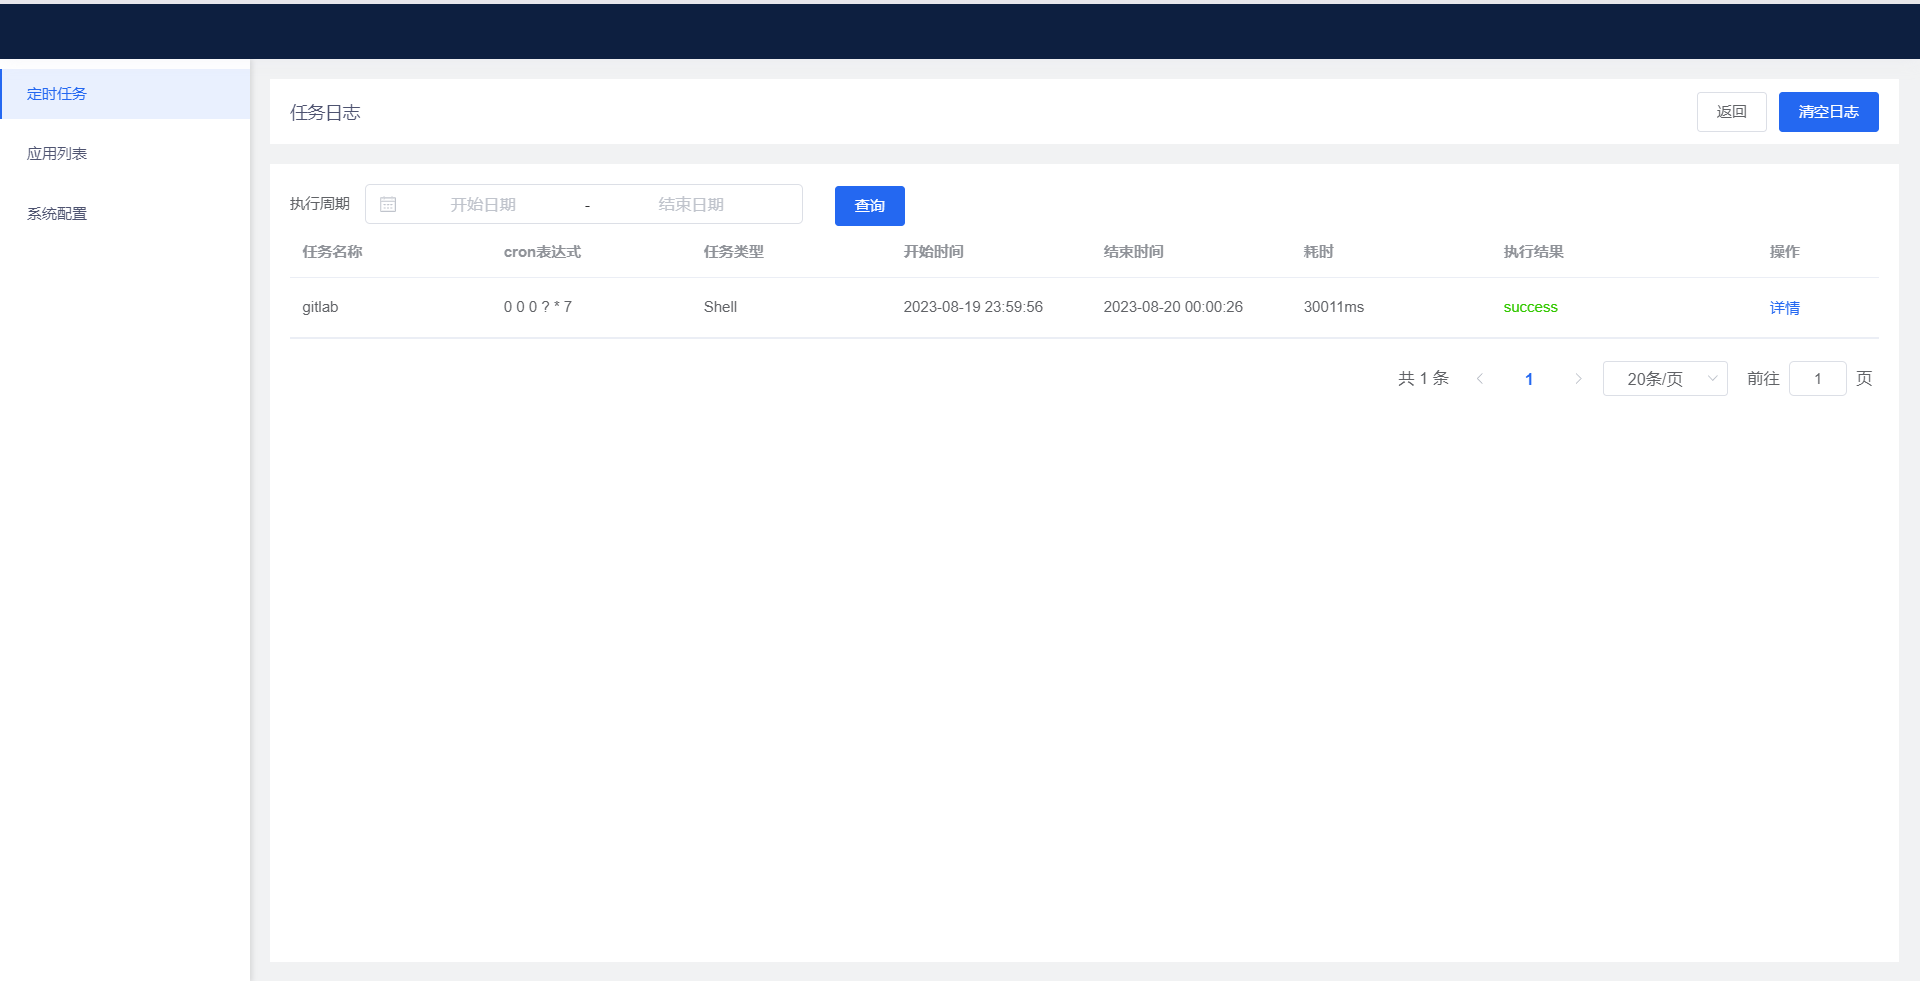 定时任务
应用列表
系统配置
任务日志
返回
清空日志
执行周期 开始日期 - 结束日期 查询
任务名称 cron表达式 任务类型 开始时间 结束时间 耗时 执行结果 操作
gitlab 0 0 0 ? * 7 Shell 2023-08-19 23:59:56 2023-08-20 00:00:26 30011ms success 详情
共 1 条 1 20条/页 前往 1 页